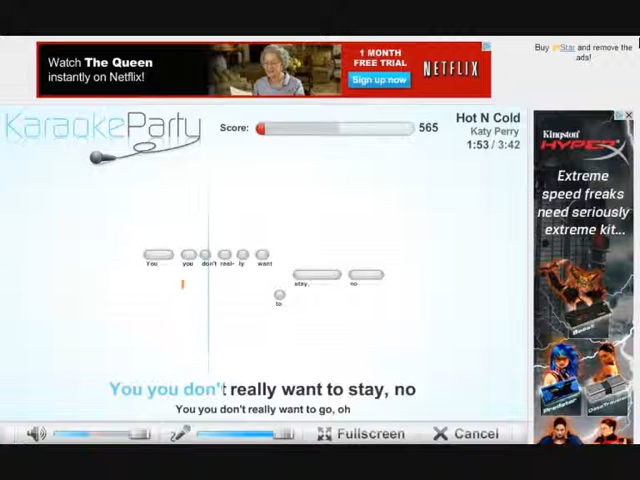 Watch The Queen
instantly on Netflix!
1 MONTH
FREE TRIAL
Sign up now
NETFLIX
Buy Star and remove the
ads!
KaraokeParty
Score:
565
Hot N Cold
Katy Perry
1:53 / 3:42
Kingston
HYPERX
Extreme
speed freaks
need seriously
extreme kit...
You you don't real- ly want
stay, no
to
Predator
You you don't really want to stay, no
You you don't really want to go, oh
Fullscreen
Cancel